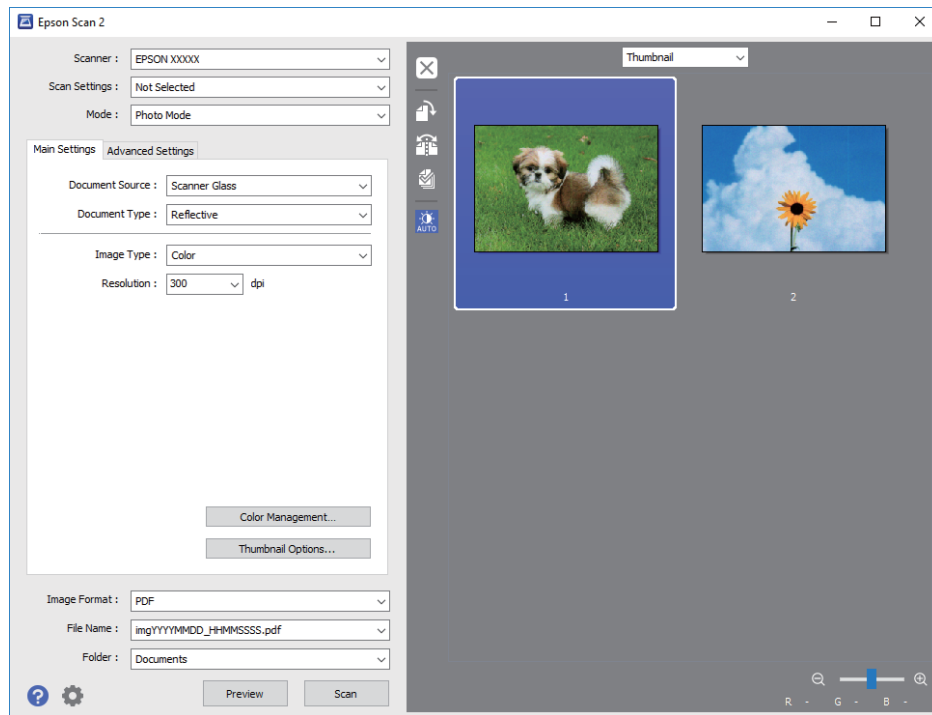 Epson Scan 2
Scanner : EPSON XXXXX
Scan Settings : Not Selected
Mode : Photo Mode
Main Settings Advanced Settings
Document Source : Scanner Glass
Document Type : Reflective
Image Type : Color
Resolution : 300 dpi
Color Management...
Thumbnail Options...
Image Format : PDF
File Name : imgYYYYMMDD_HHMMSSSS.pdf
Folder : Documents
? Preview Scan
Thumbnail
AUTO
1 2
R - G - B -